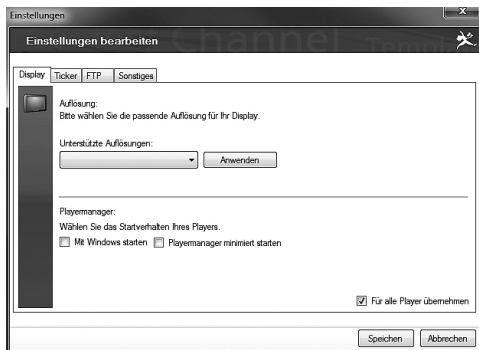 Einstellungen
Einstellungen bearbeiten
Channel
Display Ticker FTP Sonstiges
Auflösung:
Bitte wählen Sie die passende Auflösung für Ihr Display.
Unterstützte Auflösungen:
Anwenden
Playermanager:
Wählen Sie das Startverhalten Ihres Players.
Mit Windows starten Playermanager minimiert starten
Für alle Player übernehmen
Speichen Abbrechen